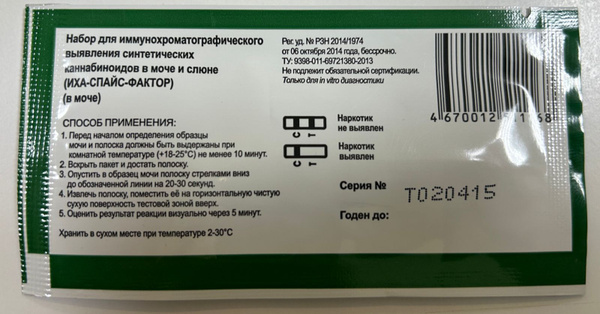 Набор для иммунохроматографического
выявления синтетических
каннабиноидов в моче и слюне
(ИХА-СПАЙС-ФАКТОР)
(в моче)
СПОСОБ ПРИМЕНЕНИЯ:
1. Перед началом определения образцы
мочи и полоска должны быть выдержаны при
комнатной температуре (+18-25°С) не менее 10 минут.
2. Вскрыть пакет и достать полоску.
3. Опустить в образец мочи полоску стрелками вниз
до обозначенной линии на 20-30 секунд.
4. Извлечь полоску, поместить её на горизонтальную чистую
сухую поверхность тестовой зоной вверх.
5. Оценить результат реакции визуально через 5 минут.
Хранить в сухом месте при температуре 2-30°С
Рег. уд. № РЗН 2014/1974
от 06 октября 2014 года, бессрочно.
ТУ: 9398-011-69721380-2013
Не подлежит обязательной сертификации.
Только для in vitro диагностики
C T
Наркотик
не выявлен
C T
Наркотик
выявлен
Серия № T020415
Годен до:
4 670012